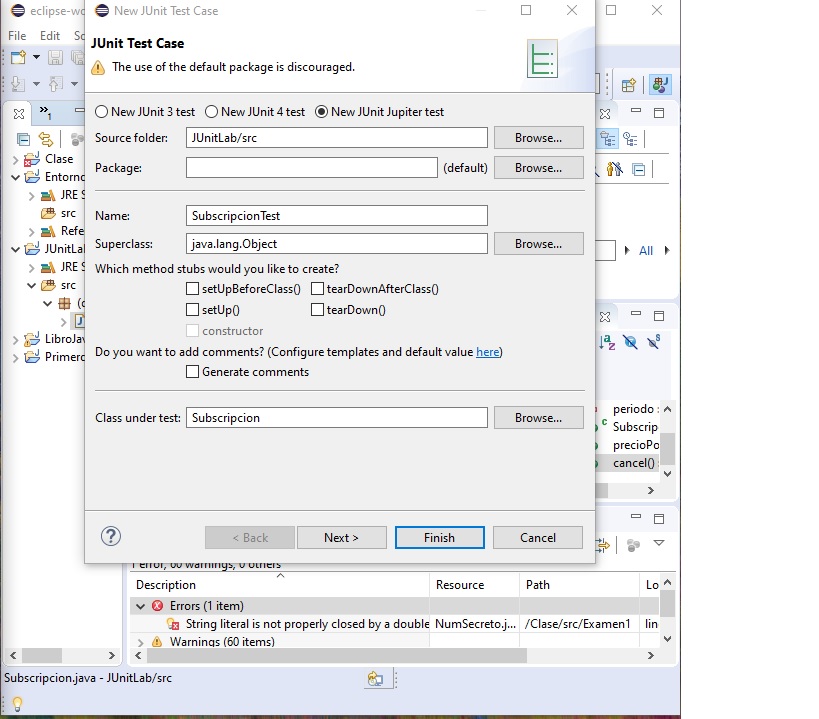 eclipse-wo
New JUnit Test Case
File Edit So
JUnit Test Case
The use of the default package is discouraged.
New JUnit 3 test New JUnit 4 test New JUnit Jupiter test
Source folder: JUnitLab/src Browse...
Package: (default) Browse...
Name: SubscripcionTest
Superclass: java.lang.Object Browse...
Which method stubs would you like to create?
setUpBeforeClass() tearDownAfterClass()
setUp() tearDown()
constructor
Do you want to add comments? (Configure templates and default value here)
Generate comments
Class under test: Subscripcion Browse...
? < Back Next > Finish Cancel
»1
Clase
Entorno
JRE S
src
Refe
JUnitLab
JRE S
src
(d
J
LibroJav
Primero
All
periodo :
Subscrip
precioPo
cancel()
1 error, 60 warnings, 0 others
Description Resource Path Lo
Errors (1 item)
String literal is not properly closed by a double NumSecreto.j... /Clase/src/Examen1 lin
Warnings (60 items)
Subscripcion.java - JUnitLab/src